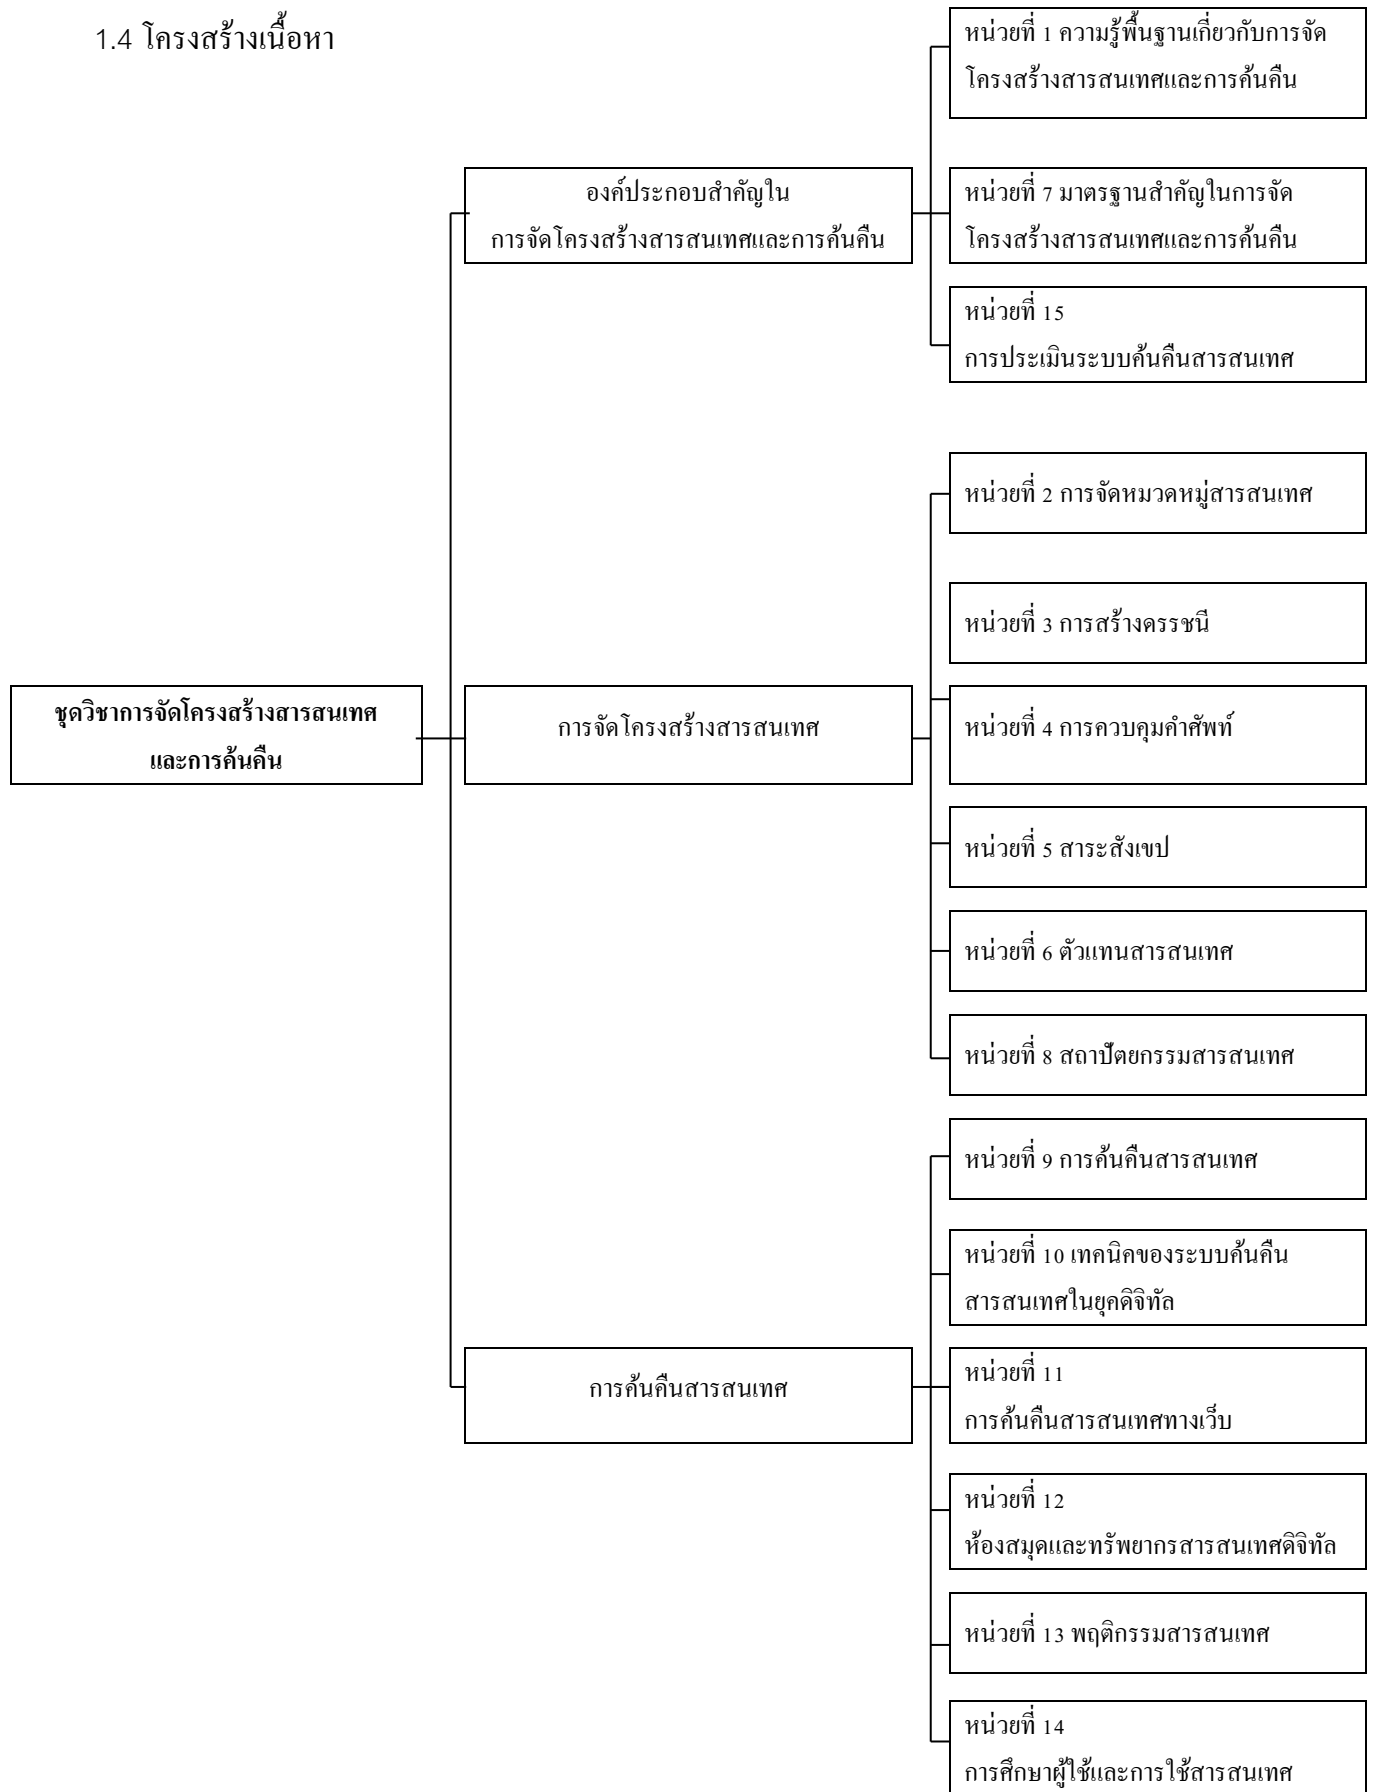 1.4 โครงสร้างเนื้อหา
หน่วยที่ 1 ความรู้พื้นฐานเกี่ยวกับการจัด
โครงสร้างสารสนเทศและการค้นคืน
องค์ประกอบสำคัญใน
การจัดโครงสร้างสารสนเทศและการค้นคืน
หน่วยที่ 7 มาตรฐานสำคัญในการจัด
โครงสร้างสารสนเทศและการค้นคืน
หน่วยที่ 15
การประเมินระบบค้นคืนสารสนเทศ
หน่วยที่ 2 การจัดหมวดหมู่สารสนเทศ
หน่วยที่ 3 การสร้างดรรชนี
ชุดวิชาการจัดโครงสร้างสารสนเทศ
และการค้นคืน
การจัดโครงสร้างสารสนเทศ
หน่วยที่ 4 การควบคุมคำศัพท์
หน่วยที่ 5 สาระสังเขป
หน่วยที่ 6 ตัวแทนสารสนเทศ
หน่วยที่ 8 สถาปัตยกรรมสารสนเทศ
หน่วยที่ 9 การค้นคืนสารสนเทศ
หน่วยที่ 10 เทคนิคของระบบค้นคืน
สารสนเทศในยุคดิจิทัล
การค้นคืนสารสนเทศ
หน่วยที่ 11
การค้นคืนสารสนเทศทางเว็บ
หน่วยที่ 12
ห้องสมุดและทรัพยากรสารสนเทศดิจิทัล
หน่วยที่ 13 พฤติกรรมสารสนเทศ
หน่วยที่ 14
การศึกษาผู้ใช้และการใช้สารสนเทศ